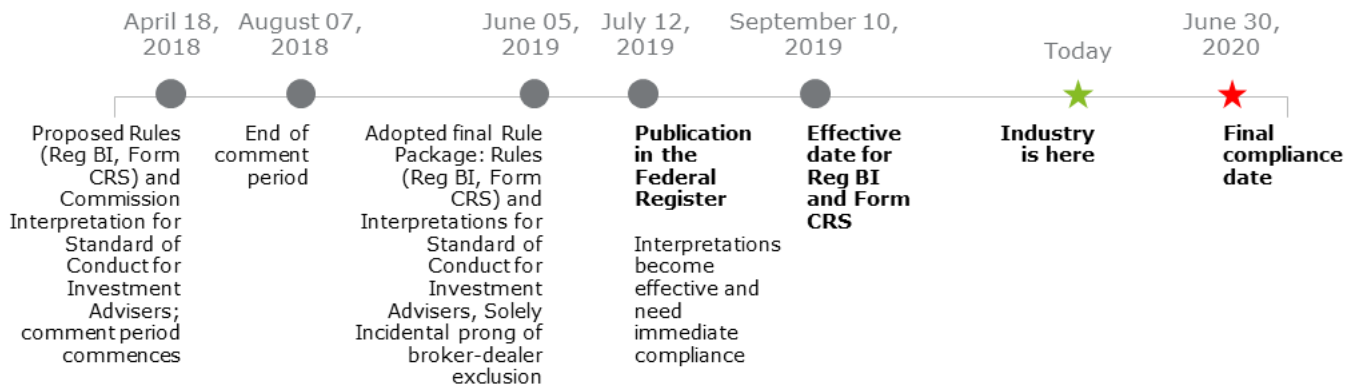 April 18,
2018
August 07,
2018
June 05,
2019
July 12,
2019
September 10,
2019
Today
June 30,
2020
Proposed Rules
(Reg BI, Form
CRS) and
Commission
Interpretation for
Standard of
Conduct for
Investment
Advisers;
comment period
commences
End of
comment
period
Adopted final Rule
Package: Rules
(Reg BI, Form
CRS) and
Interpretations for
Standard of
Conduct for
Investment
Advisers, Solely
Incidental prong of
broker-dealer
exclusion
Publication
in the
Federal
Register
Interpretations
become
effective and
need
immediate
compliance
Effective
date for
Reg BI
and Form
CRS
Industry
is here
Final
compliance
date